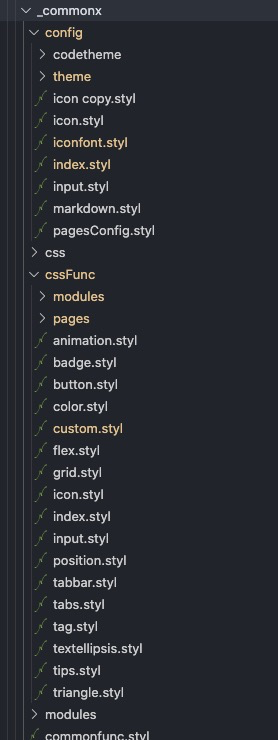 _commonx
config
codetheme
theme
icon copy.styl
icon.styl
iconfont.styl
index.styl
input.styl
markdown.styl
pagesConfig.styl
css
cssFunc
modules
pages
animation.styl
badge.styl
button.styl
color.styl
custom.styl
flex.styl
grid.styl
icon.styl
index.styl
input.styl
position.styl
tabbar.styl
tabs.styl
tag.styl
textellipsis.styl
tips.styl
triangle.styl
modules
commonfunc.styl